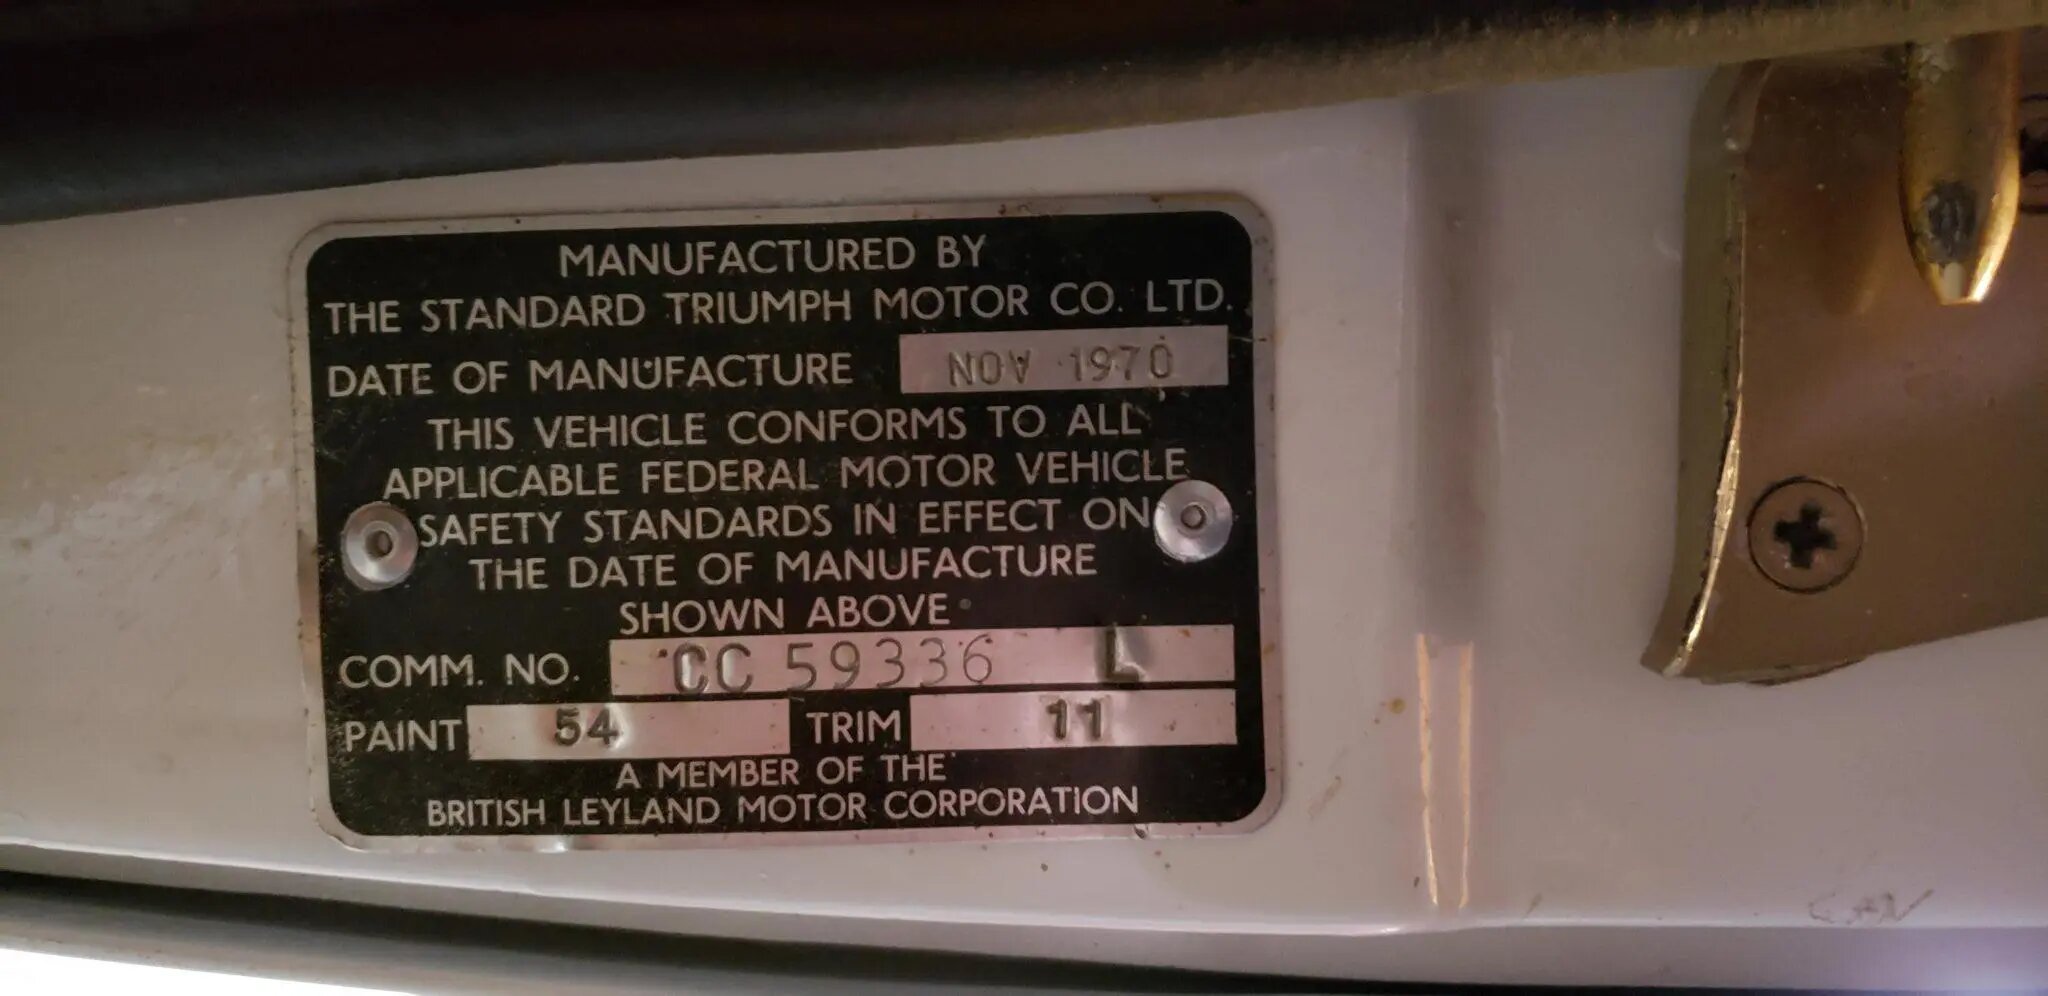 MANUFACTURED BY
THE STANDARD TRIUMPH MOTOR CO. LTD.
DATE OF MANUFACTURE NOV 1970
THIS VEHICLE CONFORMS TO ALL
APPLICABLE FEDERAL MOTOR VEHICLE
SAFETY STANDARDS IN EFFECT ON
THE DATE OF MANUFACTURE
SHOWN ABOVE
COMM. NO. CC 59336 L
PAINT 54 TRIM 11
A MEMBER OF THE
BRITISH LEYLAND MOTOR CORPORATION